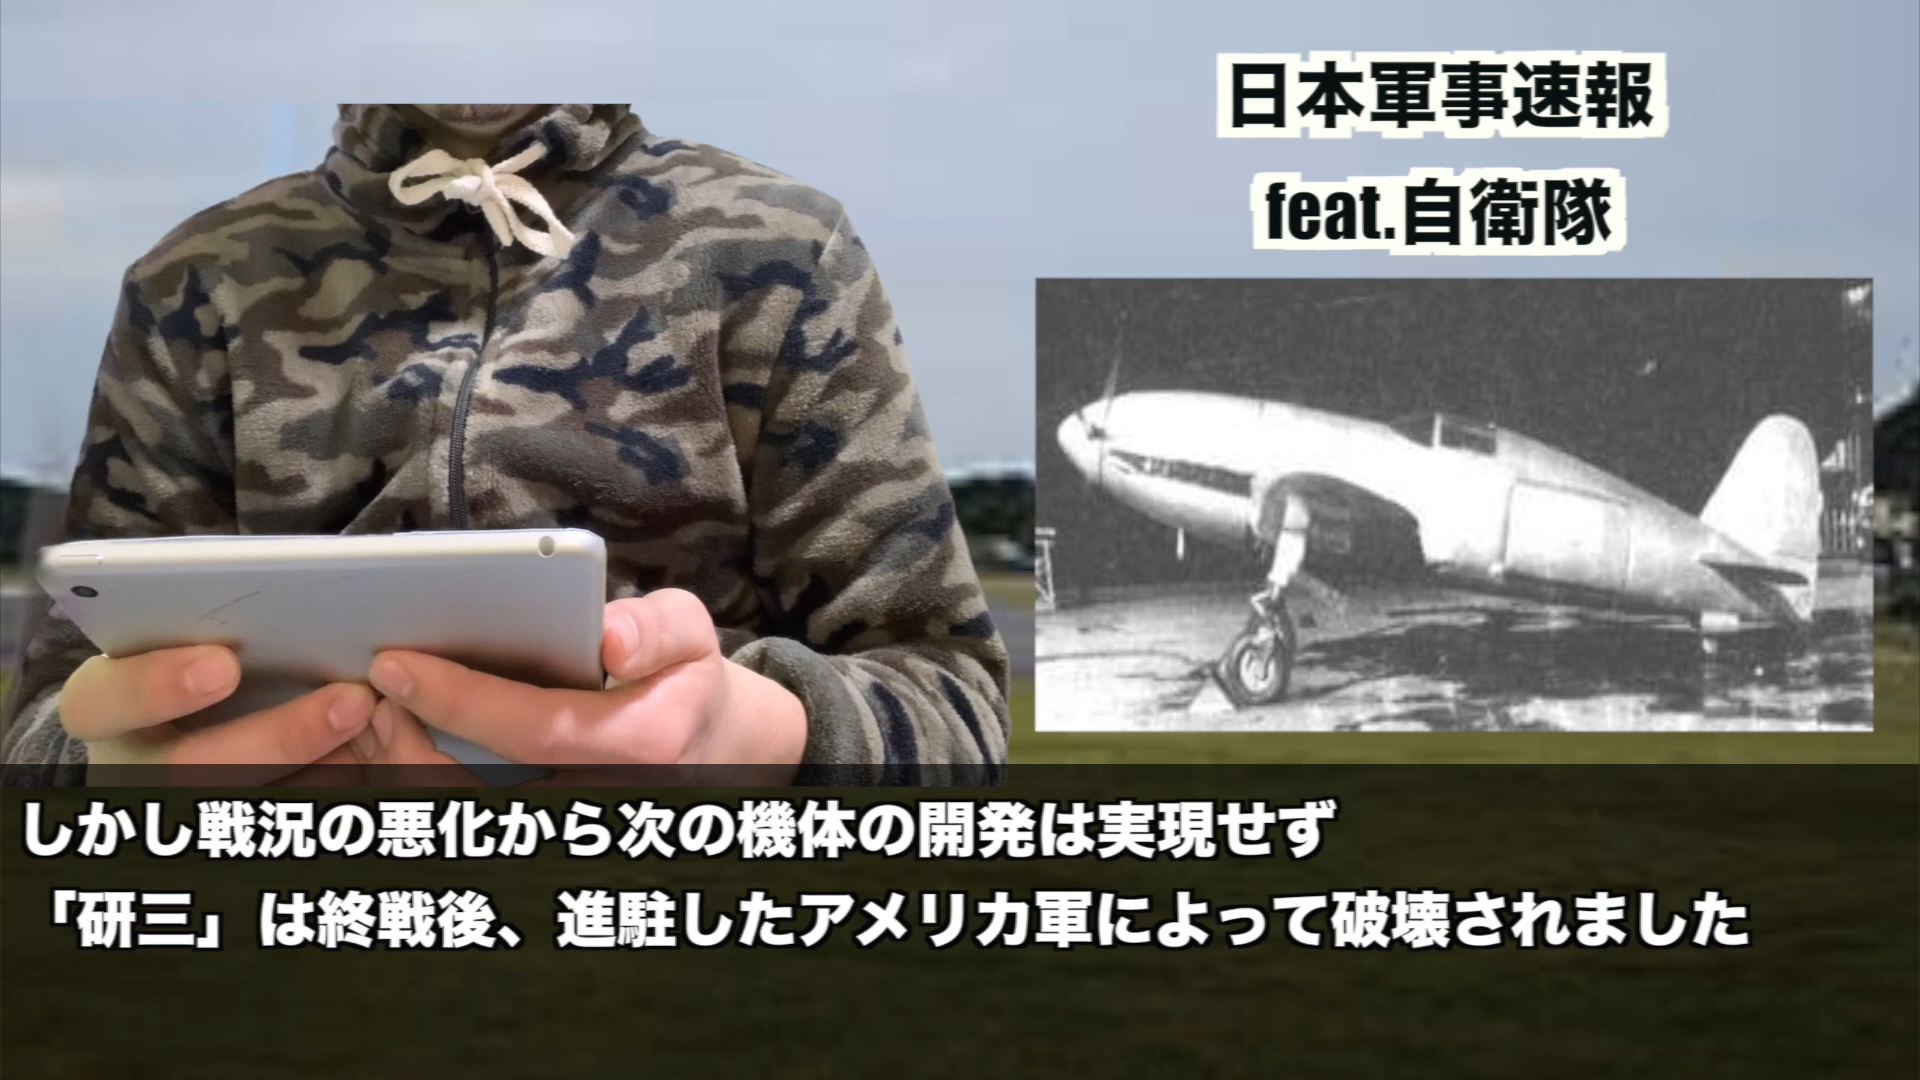 日本軍事速報
feat.自衛隊
しかし戦況の悪化から次の機体の開発は実現せず
「研三」は終戦後、進駐したアメリカ軍によって破壊されました